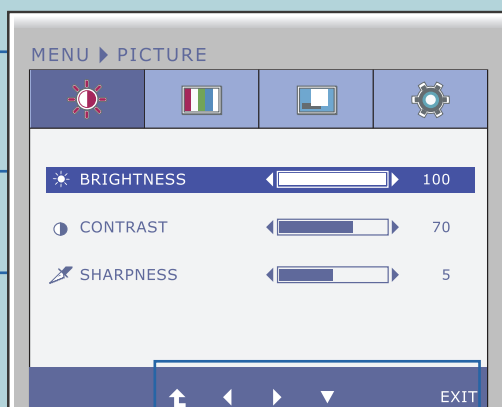 MENU PICTURE
BRIGHTNESS 100
CONTRAST 70
SHARPNESS 5
EXIT